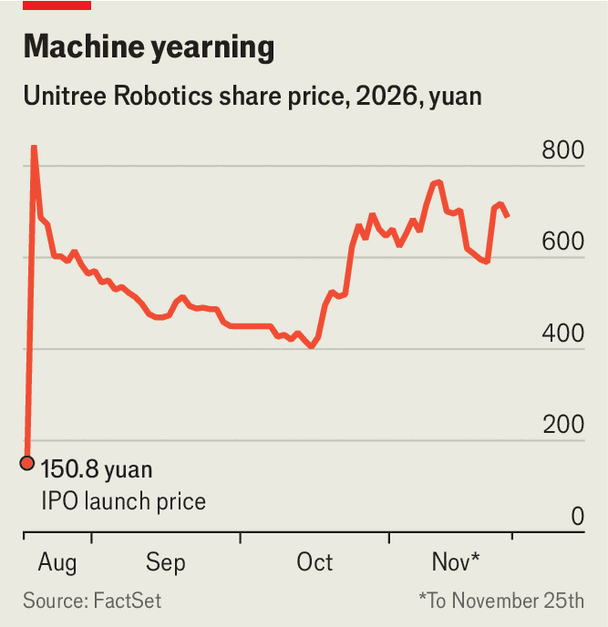 Machine yearning
Unitree Robotics share price, 2026, yuan
800
600
400
200
150.8 yuan
IPO launch price
0
Aug
Sep
Oct
Nov*
Source: FactSet
*To November 25th